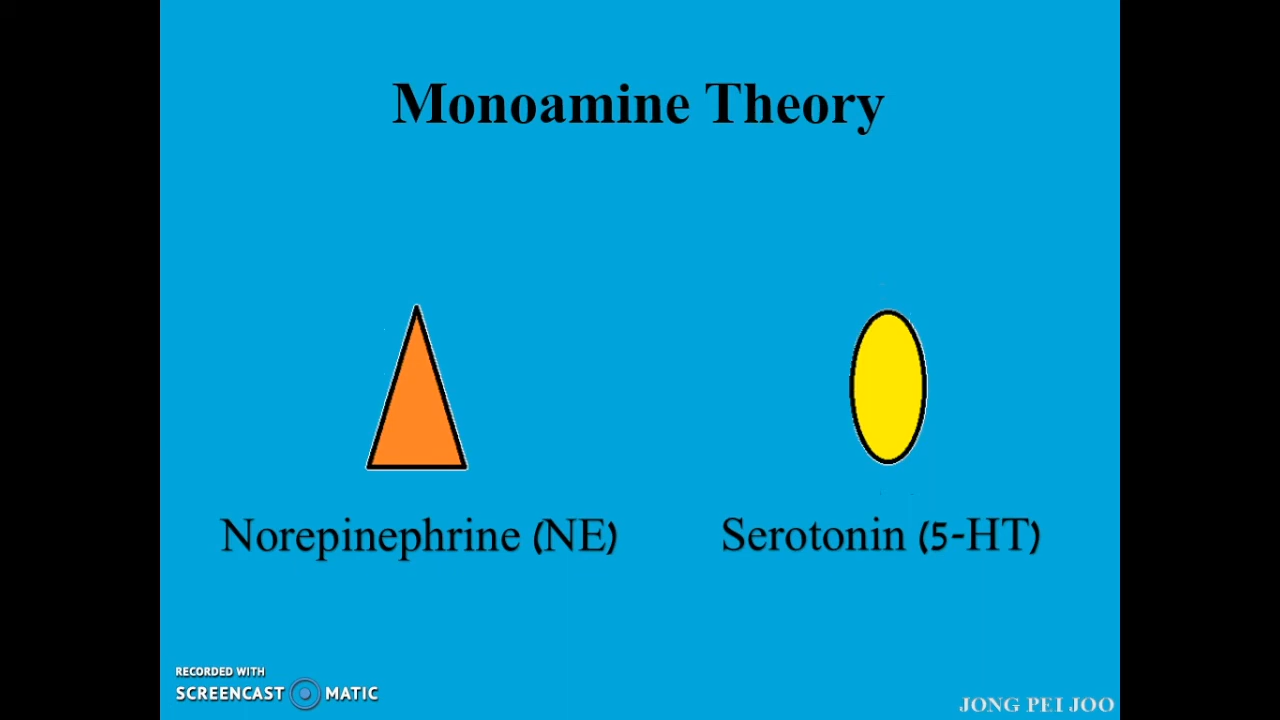 Monoamine Theory
Norepinephrine (NE)
Serotonin (5-HT)
RECORDED WITH
SCREENCAST MATIC
JONG PEI JOO